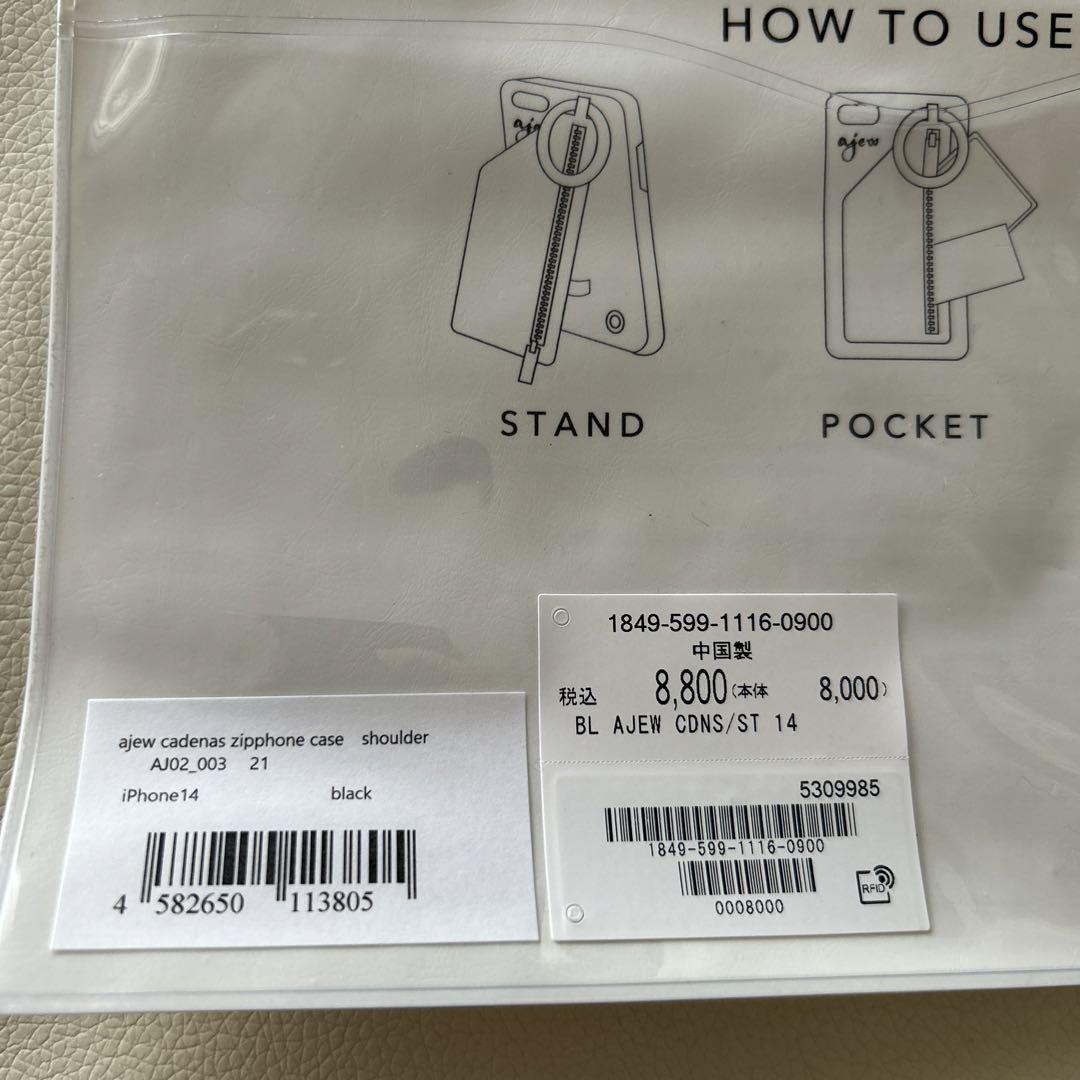 HOW TO USE
aje
ajew
STAND
POCKET
1849-599-1116-0900
中国製
税込 8,800(本体 8,000)
BL AJEW CDNS/ST 14
5309985
1849-599-1116-0900
RFID
0008000
ajew cadenas zipphone case shoulder
AJ02_003 21
iPhone14 black
4 582650 113805